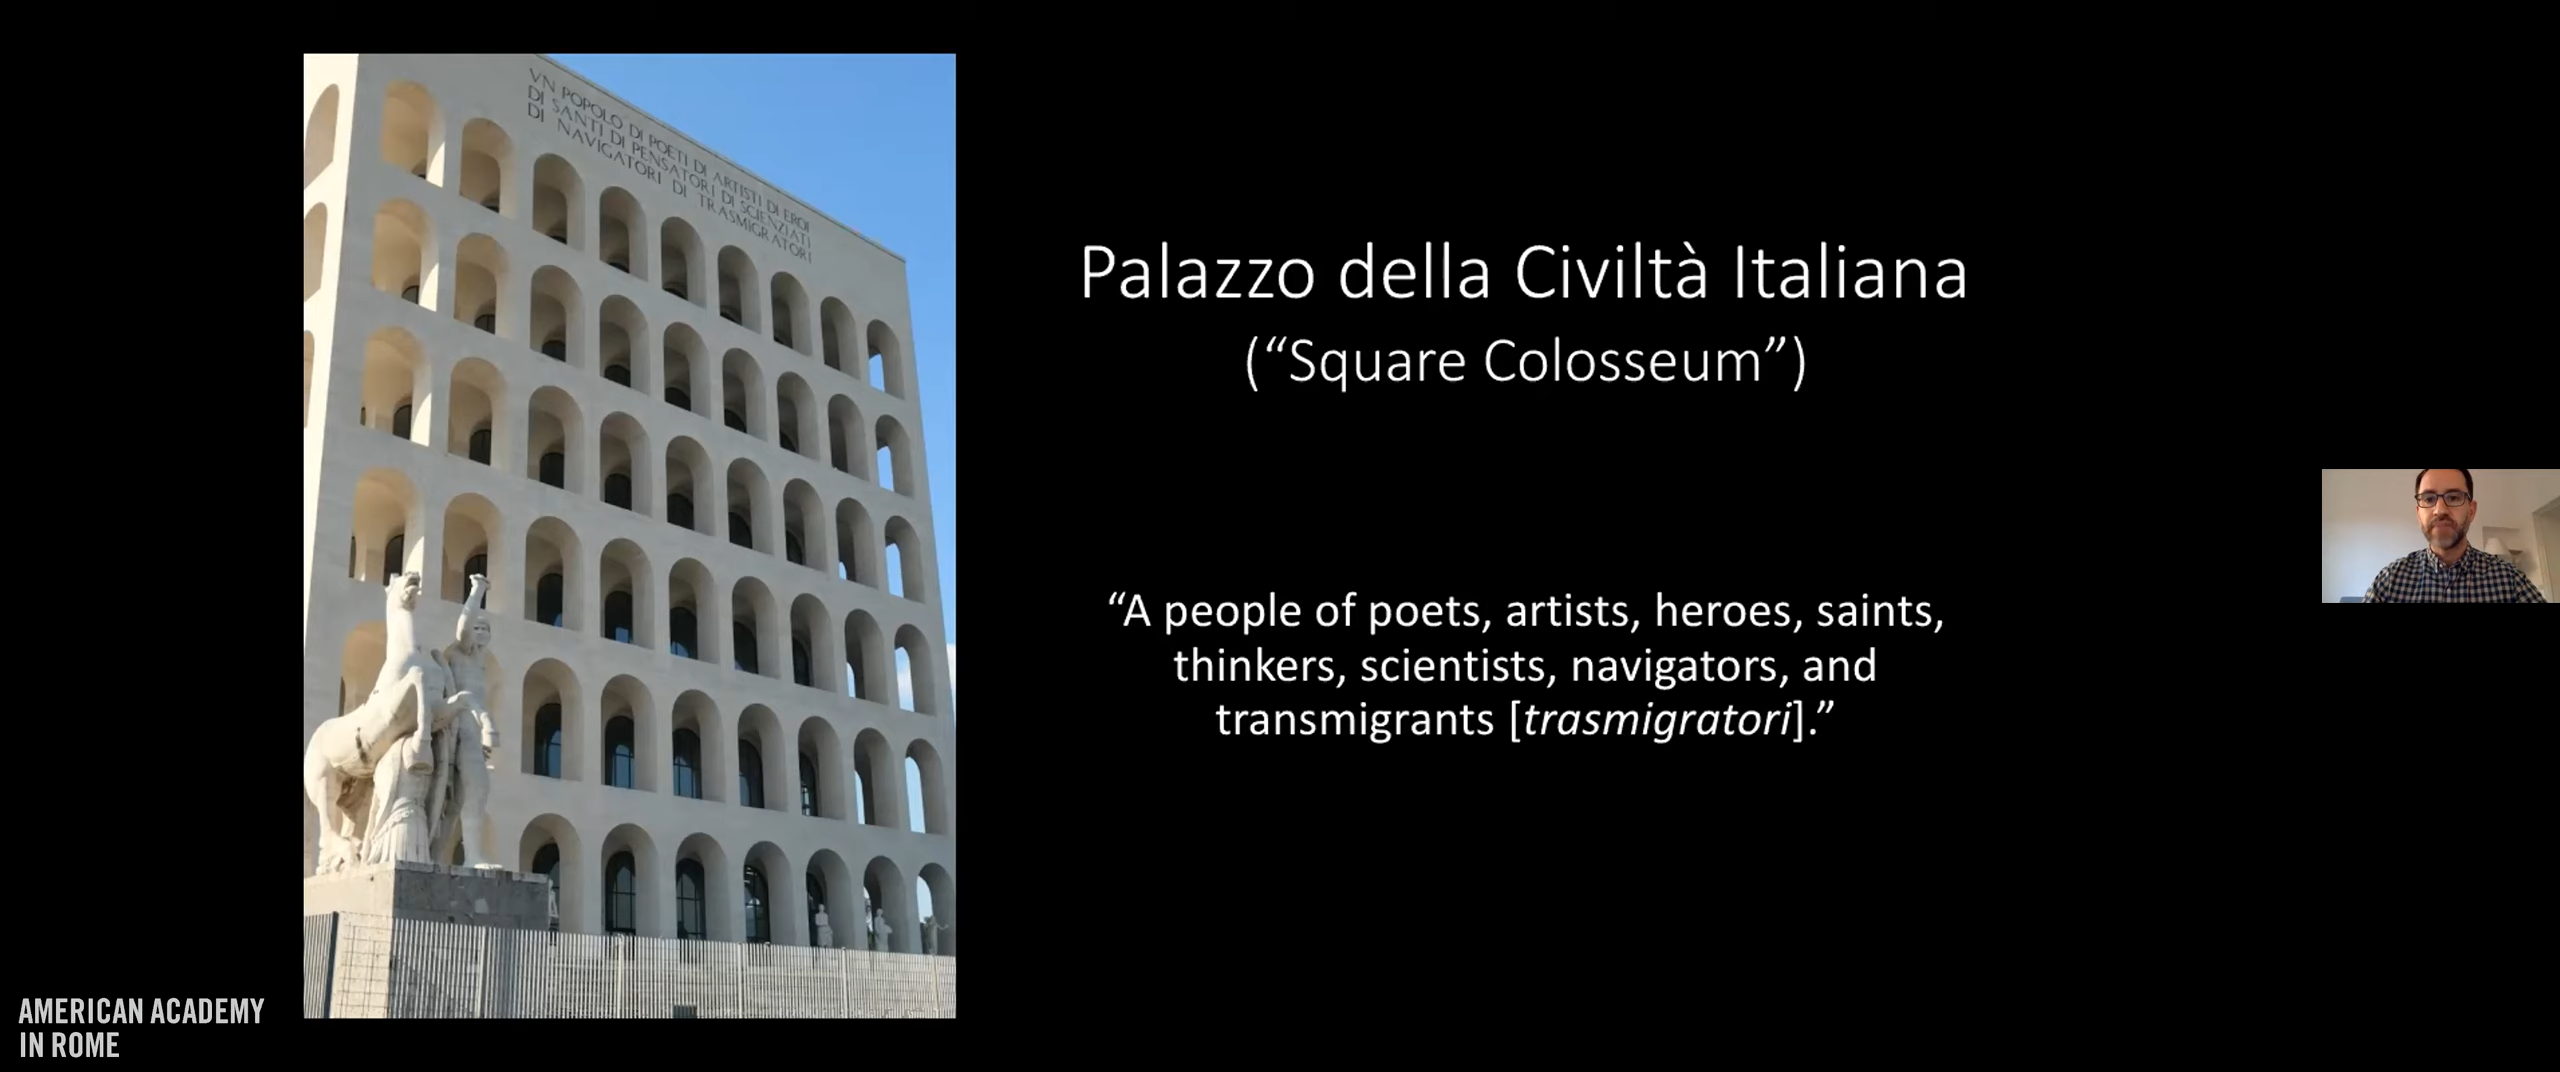 VN POPOLO DI POETI DI ARTISTI DI EROI
DI SANTI DI PENSATORI DI SCIENZIATI
DI NAVIGATORI DI TRASMIGRATORI
Palazzo della Civiltà Italiana
(“Square Colosseum”)
“A people of poets, artists, heroes, saints,
thinkers, scientists, navigators, and
transmigrants [trasmigratori].”
AMERICAN ACADEMY
IN ROME